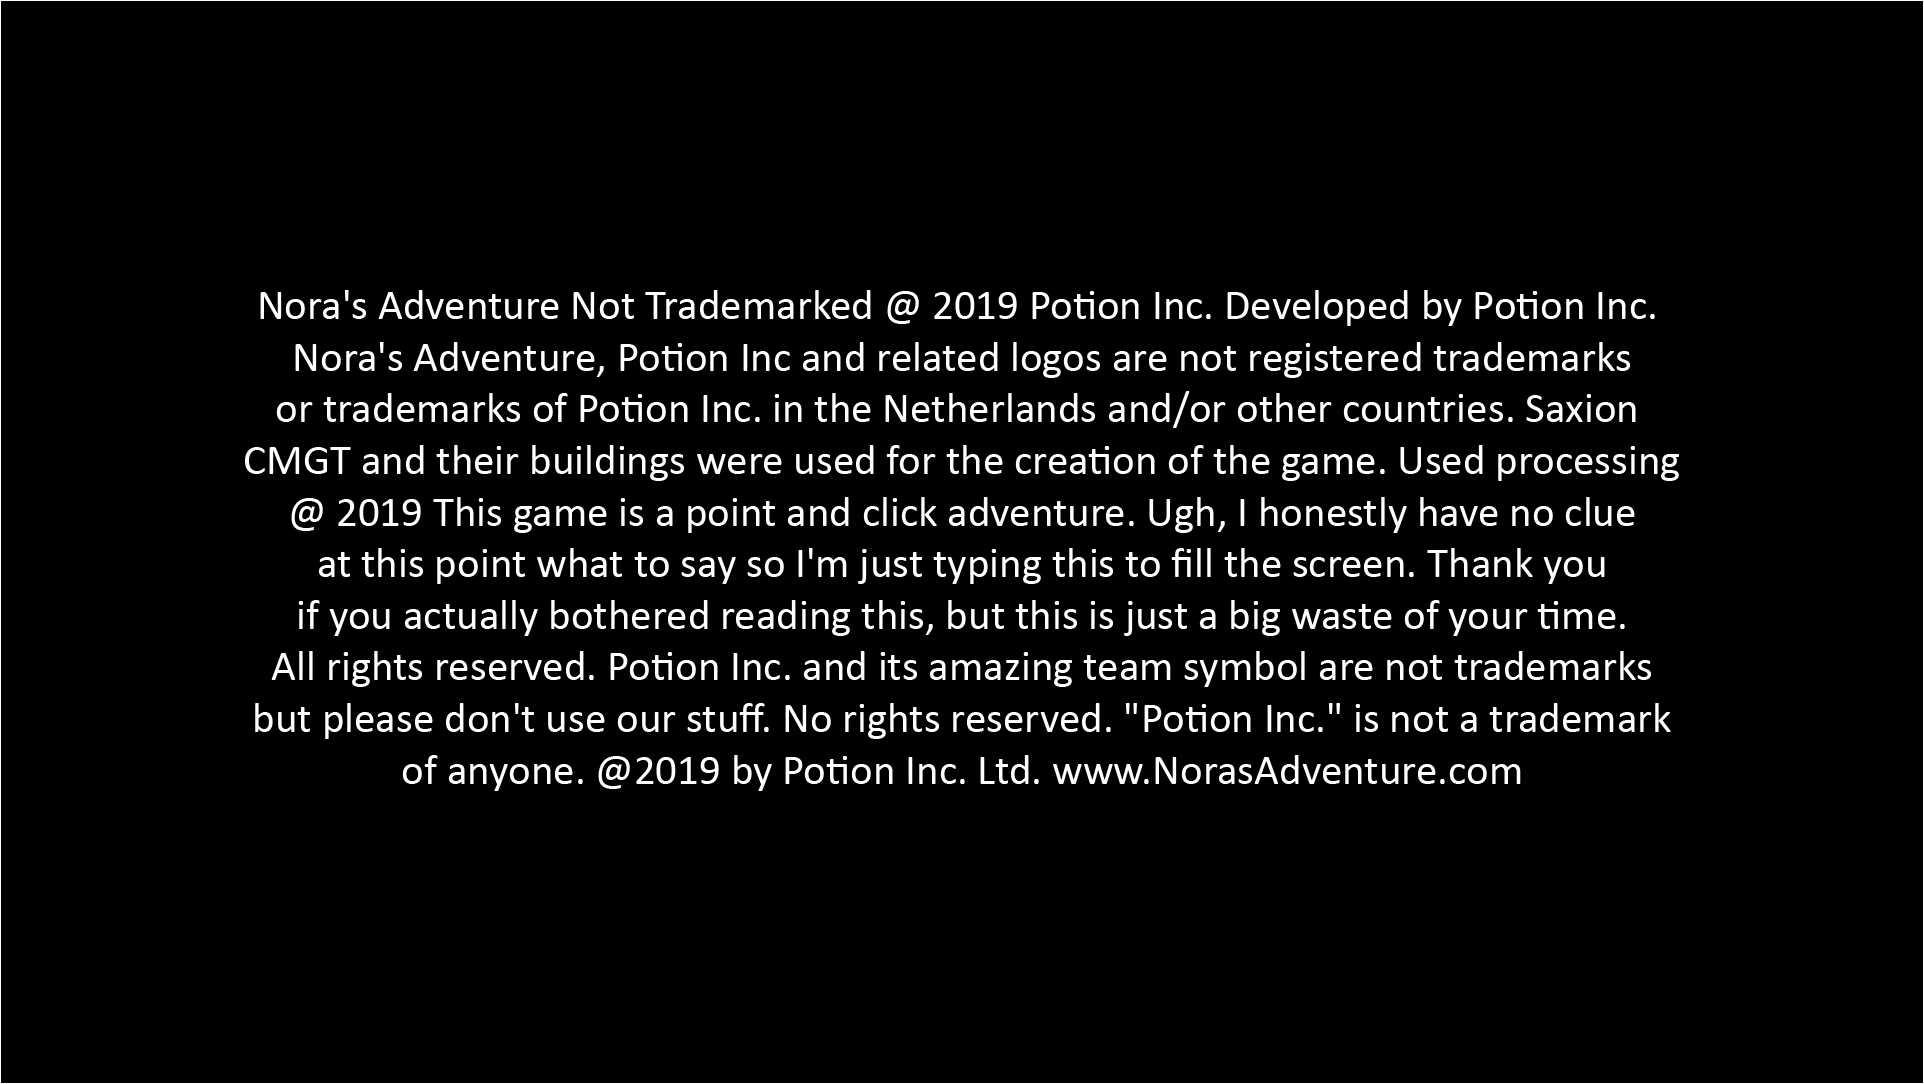 Nora's Adventure Not Trademarked @ 2019 Potion Inc. Developed by Potion Inc.
Nora's Adventure, Potion Inc and related logos are not registered trademarks
or trademarks of Potion Inc. in the Netherlands and/or other countries. Saxion
CMGT and their buildings were used for the creation of the game. Used processing
@ 2019 This game is a point and click adventure. Ugh, I honestly have no clue
at this point what to say so I'm just typing this to fill the screen. Thank you
if you actually bothered reading this, but this is just a big waste of your time.
All rights reserved. Potion Inc. and its amazing team symbol are not trademarks
but please don't use our stuff. No rights reserved. "Potion Inc." is not a trademark
of anyone. @2019 by Potion Inc. Ltd. www.NorasAdventure.com